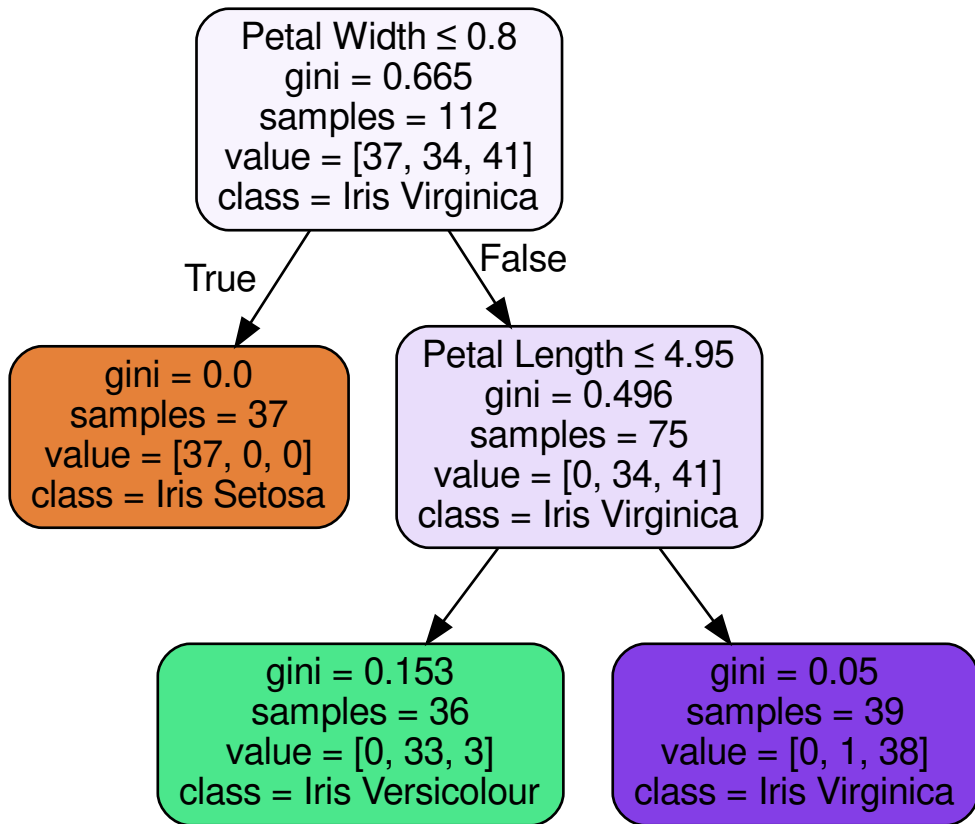 Petal Width ≤ 0.8
gini = 0.665
samples = 112
value = [37, 34, 41]
class = Iris Virginica
True
False
gini = 0.0
samples = 37
value = [37, 0, 0]
class = Iris Setosa
Petal Length ≤ 4.95
gini = 0.496
samples = 75
value = [0, 34, 41]
class = Iris Virginica
gini = 0.153
samples = 36
value = [0, 33, 3]
class = Iris Versicolour
gini = 0.05
samples = 39
value = [0, 1, 38]
class = Iris Virginica